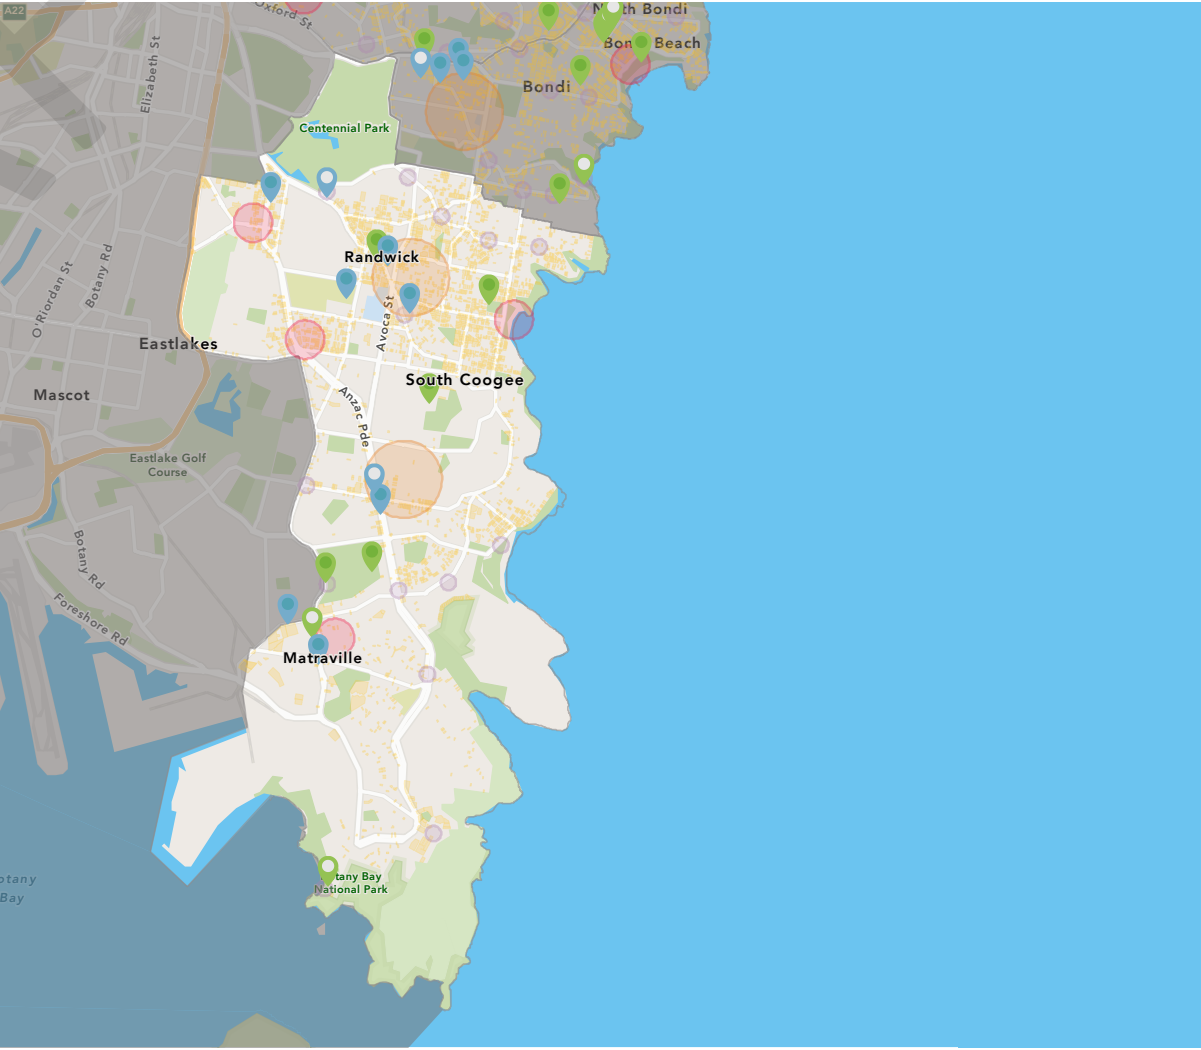 A22
Oxford St
North Bondi
Bondi Beach
Elizabeth St
Bondi
Centennial Park
O'Riordan St
Botany Rd
Randwick
Avoca St
Eastlakes
South Coogee
Mascot
Anzac Pde
Eastlake Golf
Course
Botany Rd
Foreshore Rd
Matraville
otany
Bay
tany Bay
National Park